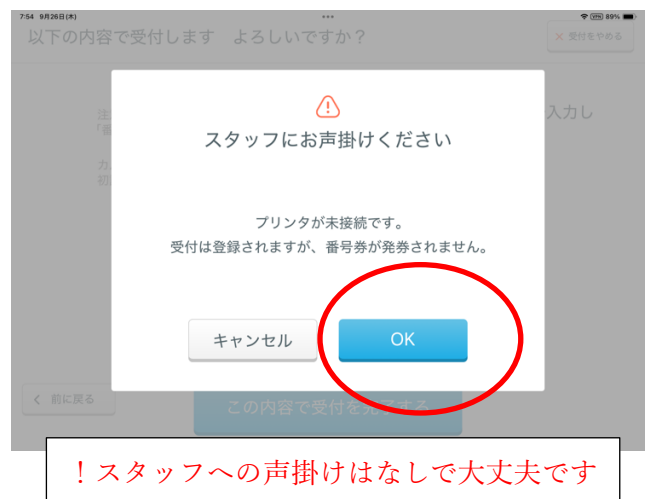 7:54 9月26日(木)
VPN 89%
以下の内容で受付します よろしいですか？
× 受付をやめる
入力し
スタッフにお声掛けください
プリンタが未接続です。
受付は登録されますが、番号券が発券されません。
キャンセル
OK
く 前に戻る
この内容で受付を完了する
！スタッフへの声掛けはなしで大丈夫です